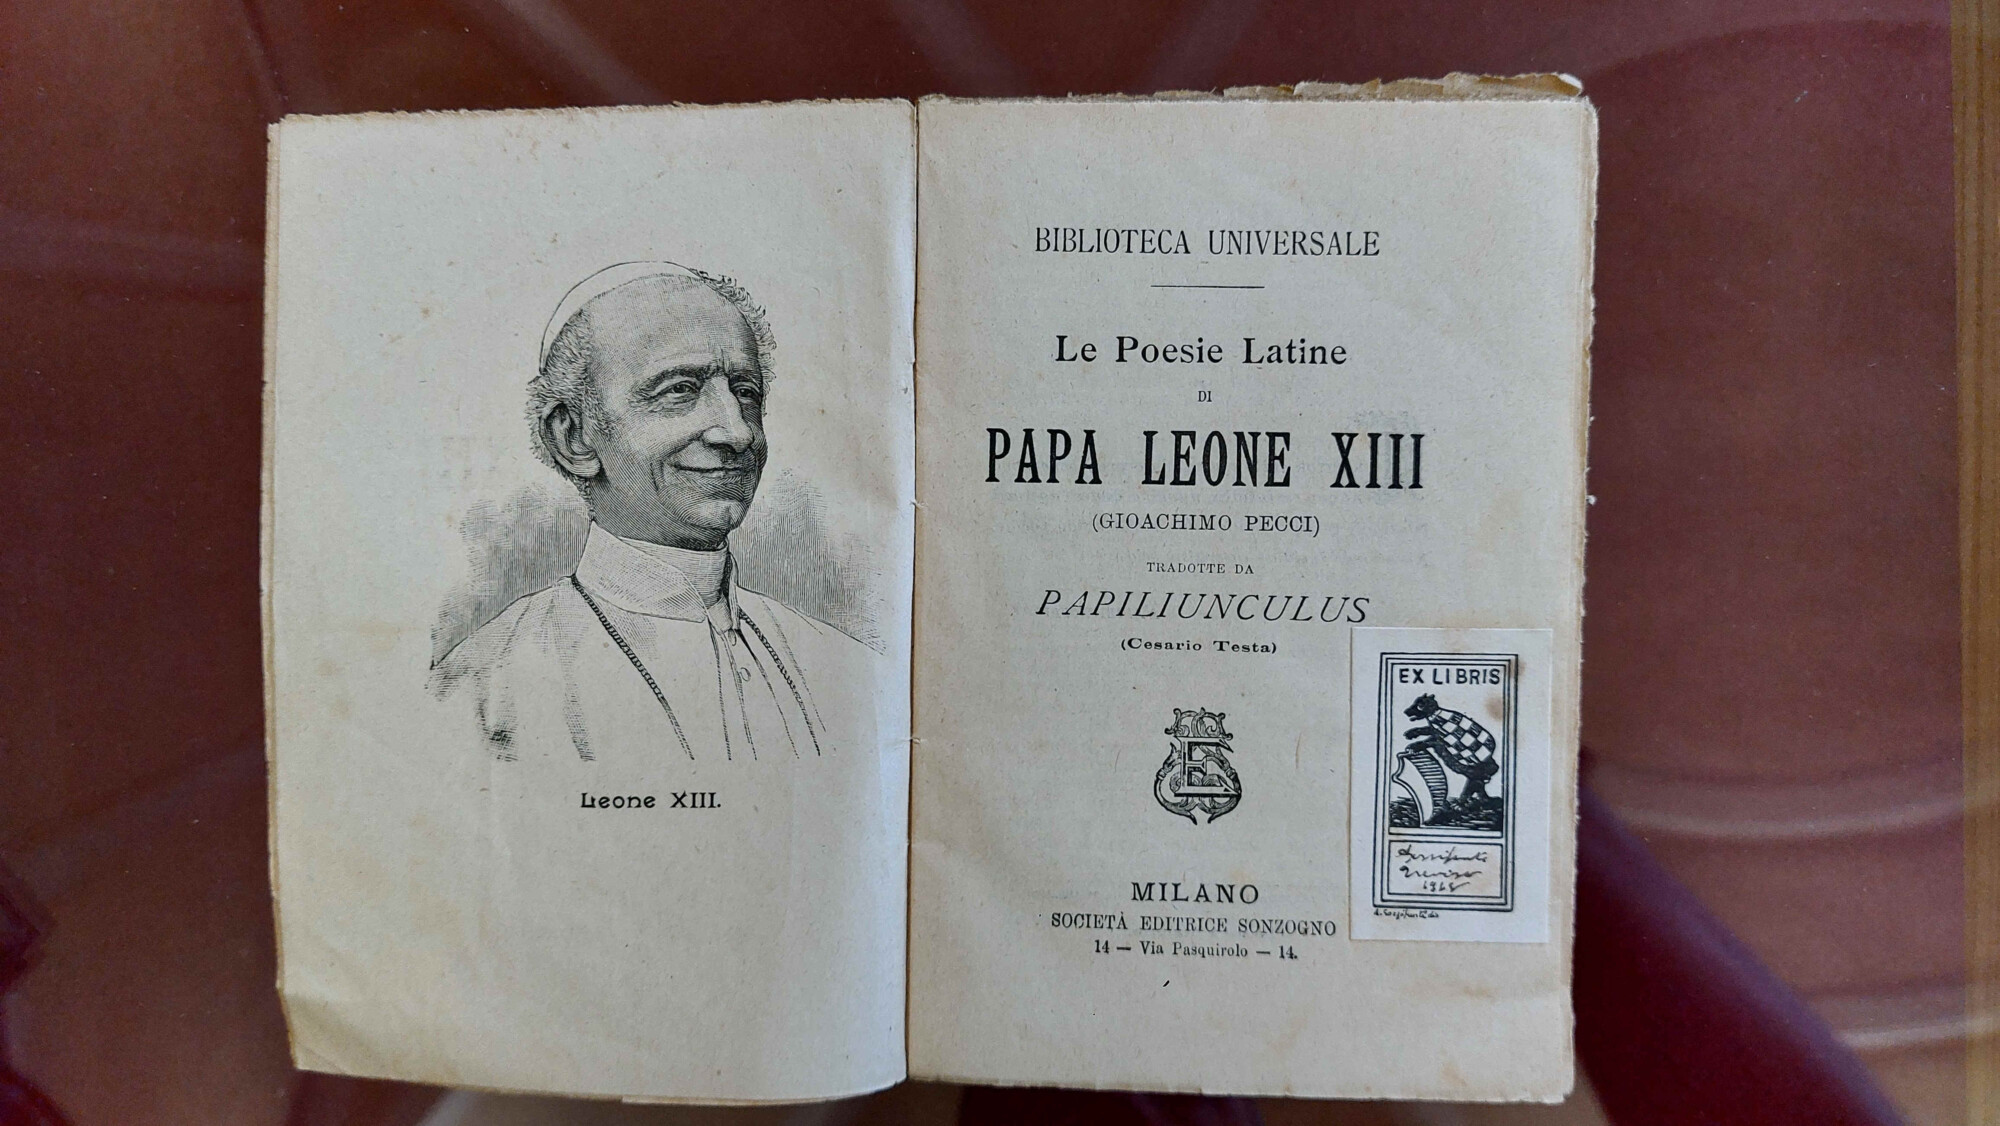 Leone XIII.
BIBLIOTECA UNIVERSALE
Le Poesie Latine
DI
PAPA LEONE XIII
(GIOACHIMO PECCI)
TRADOTTE DA
PAPILIUNCULUS
(Cesario Testa)
MILANO
SOCIETÀ EDITRICE SONZOGNO
14 — Via Pasquirolo — 14.
EX LIBRIS